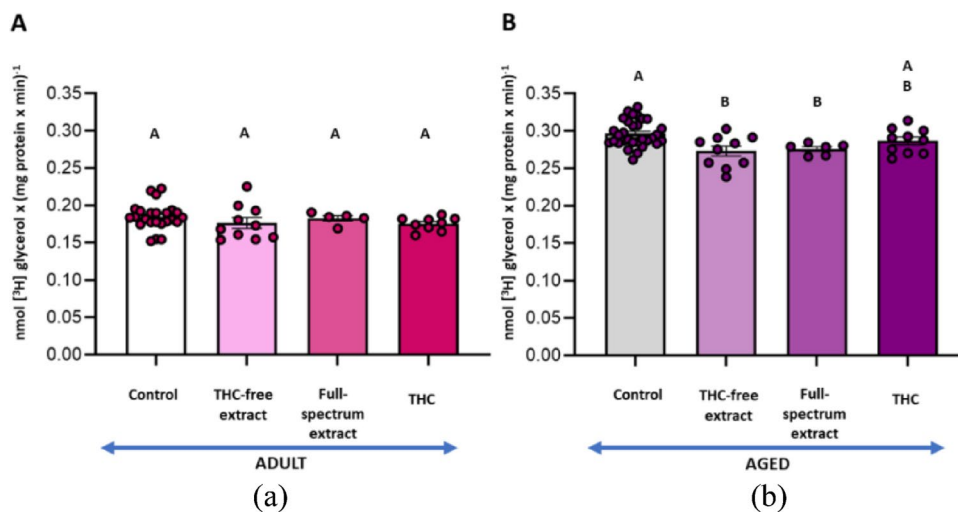 A
nmol [³H] glycerol x (mg protein x min)⁻¹
0.35
0.30
0.25
0.20
0.15
0.10
0.05
0.00
A
A
A
A
Control
THC-free
extract
Full-
spectrum
extract
THC
ADULT
(a)
B
nmol [³H] glycerol x (mg protein x min)⁻¹
0.35
0.30
0.25
0.20
0.15
0.10
0.05
0.00
A
B
B
A
B
Control
THC-free
extract
Full-
spectrum
extract
THC
AGED
(b)